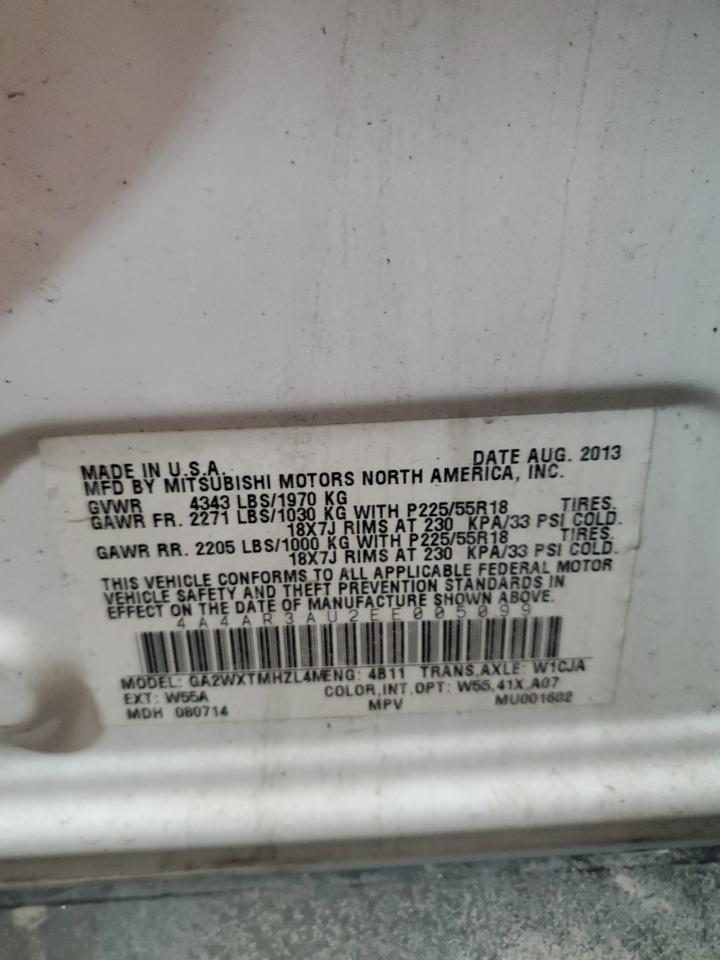 MADE IN U.S.A. DATE AUG. 2013
MFD BY MITSUBISHI MOTORS NORTH AMERICA, INC.
GVWR 4343 LBS/1970 KG
GAWR FR. 2271 LBS/1030 KG WITH P225/55R18 TIRES.
18X7J RIMS AT 230 KPA/33 PSI COLD.
GAWR RR. 2205 LBS/1000 KG WITH P225/55R18 TIRES.
18X7J RIMS AT 230 KPA/33 PSI COLD.
THIS VEHICLE CONFORMS TO ALL APPLICABLE FEDERAL MOTOR
VEHICLE SAFETY AND THEFT PREVENTION STANDARDS IN
EFFECT ON THE DATE OF MANUFACTURE SHOWN ABOVE.
4A4AR3AU2EE005099
MODEL: GA2WXTMHZL4M ENG: 4B11 TRANS,AXLE: W1CJA
EXT: W55A COLOR,INT,OPT: W55,41X,A07
MDH 080714 MPV MU001602